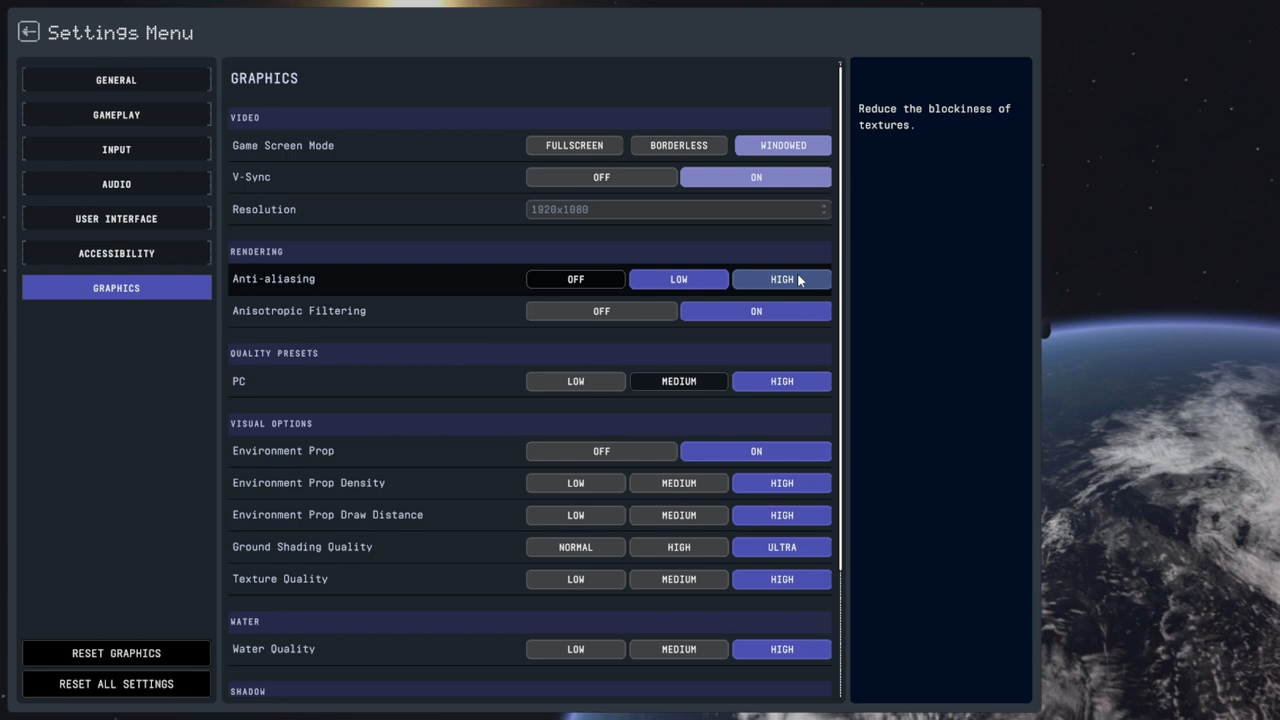 Settings Menu
GENERAL
GAMEPLAY
INPUT
AUDIO
USER INTERFACE
ACCESSIBILITY
GRAPHICS
RESET GRAPHICS
RESET ALL SETTINGS
GRAPHICS
VIDEO
Game Screen Mode FULLSCREEN BORDERLESS WINDOWED
V-Sync OFF ON
Resolution 1920x1080
RENDERING
Anti-aliasing OFF LOW HIGH
Anisotropic Filtering OFF ON
QUALITY PRESETS
PC LOW MEDIUM HIGH
VISUAL OPTIONS
Environment Prop OFF ON
Environment Prop Density LOW MEDIUM HIGH
Environment Prop Draw Distance LOW MEDIUM HIGH
Ground Shading Quality NORMAL HIGH ULTRA
Texture Quality LOW MEDIUM HIGH
WATER
Water Quality LOW MEDIUM HIGH
SHADOW
Reduce the blockiness of
textures.